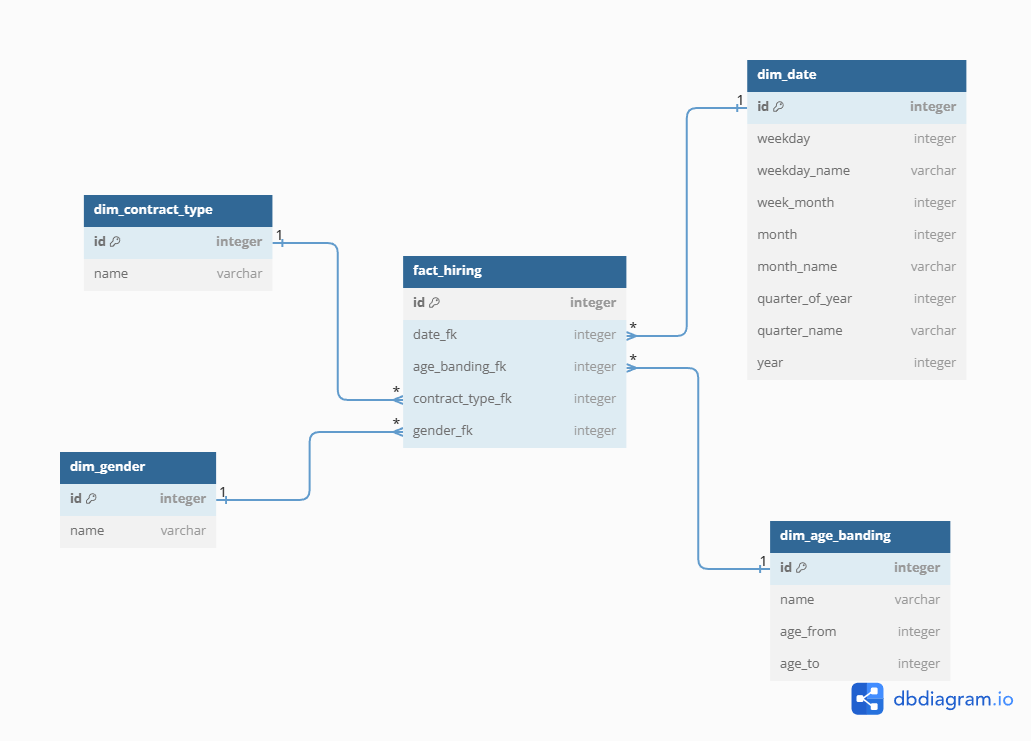 dim_date
1
id integer
weekday integer
weekday_name varchar
week_month integer
month integer
month_name varchar
quarter_of_year integer
quarter_name varchar
year integer
dim_contract_type
id integer
1
name varchar
fact_hiring
id integer
date_fk integer
*
age_banding_fk integer
*
*
contract_type_fk integer
*
gender_fk integer
dim_gender
id integer
1
name varchar
dim_age_banding
1
id integer
name varchar
age_from integer
age_to integer
dbdiagram.io